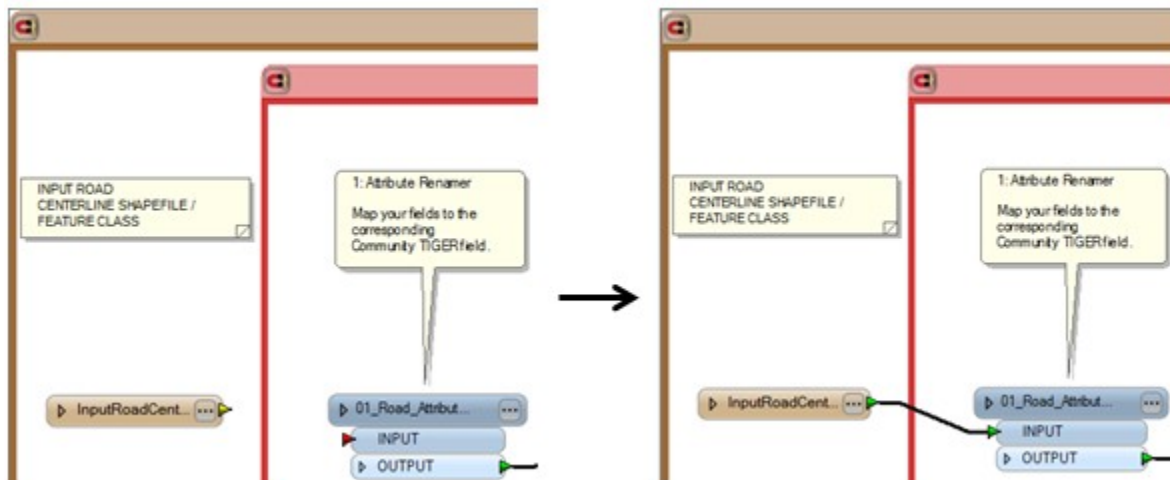 INPUT ROAD
CENTERLINE SHAPEFILE /
FEATURE CLASS
1: Attribute Renamer
Map your fields to the
corresponding
Community TIGER field.
InputRoadCent...
01_Road_Attribut...
INPUT
OUTPUT
INPUT ROAD
CENTERLINE SHAPEFILE /
FEATURE CLASS
1: Attribute Renamer
Map your fields to the
corresponding
Community TIGER field.
InputRoadCent...
01_Road_Attribut...
INPUT
OUTPUT